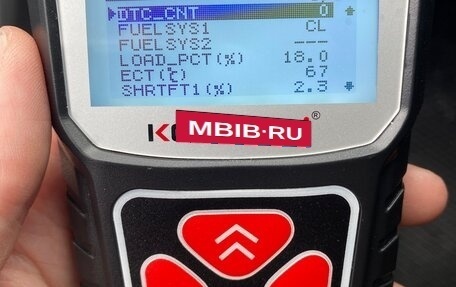 DTC_CNT 0
FUELSYS1 CL
FUELSYS2 ---
LOAD_PCT(%) 18.0
ECT(℃) 67
SHRTFT1(%) 2.3
MBIB-RU
®